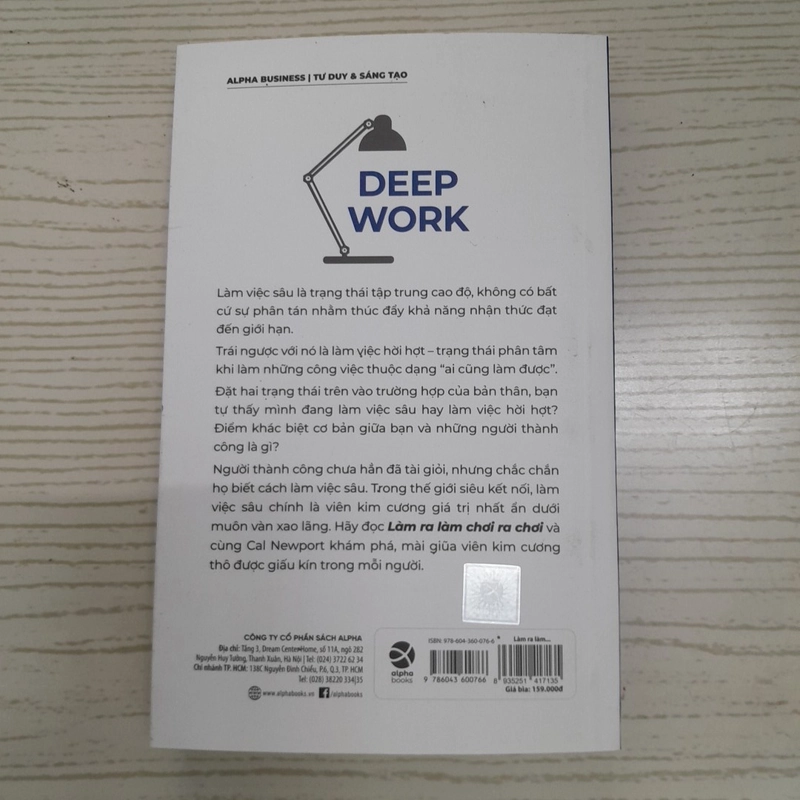 ALPHA BUSINESS | TƯ DUY & SÁNG TẠO
DEEP
WORK
Làm việc sâu là trạng thái tập trung cao độ, không có bất
cứ sự phân tán nhằm thúc đẩy khả năng nhận thức đạt
đến giới hạn.
Trái ngược với nó là làm việc hời hợt – trạng thái phân tâm
khi làm những công việc thuộc dạng “ai cũng làm được”.
Đặt hai trạng thái trên vào trường hợp của bản thân, bạn
tự thấy mình đang làm việc sâu hay làm việc hời hợt?
Điểm khác biệt cơ bản giữa bạn và những người thành
công là gì?
Người thành công chưa hẳn đã tài giỏi, nhưng chắc chắn
họ biết cách làm việc sâu. Trong thế giới siêu kết nối, làm
việc sâu chính là viên kim cương giá trị nhất ẩn dưới
muôn vàn xao lãng. Hãy đọc Làm ra làm chơi ra chơi và
cùng Cal Newport khám phá, mài giũa viên kim cương
thô được giấu kín trong mỗi người.
CÔNG TY CỔ PHẦN SÁCH ALPHA
Địa chỉ: Tầng 3, Dream Center Home, số 11A, ngõ 282
Nguyễn Huy Tưởng, Thanh Xuân, Hà Nội | Tel: (024) 3722 62 34
Chi nhánh TP. HCM: 138C Nguyễn Đình Chiểu, P.6, Q.3, TP. HCM
Tel: (028) 38220 334|35
www.alphabooks.vn /alphabooks
alpha
books
ISBN: 978-604-360-076-6
Làm ra làm...
9 786043 600766
8 935251 417135
Giá bìa: 159.000đ